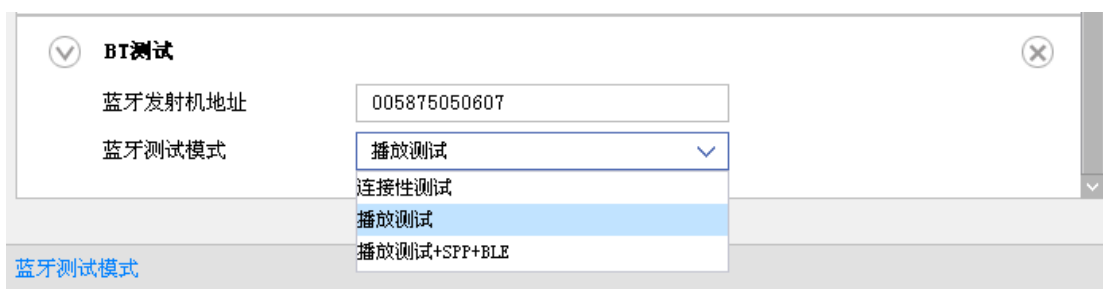 BT测试
蓝牙发射机地址 005875050607
蓝牙测试模式 播放测试
连接性测试
播放测试
播放测试+SPP+BLE
蓝牙测试模式